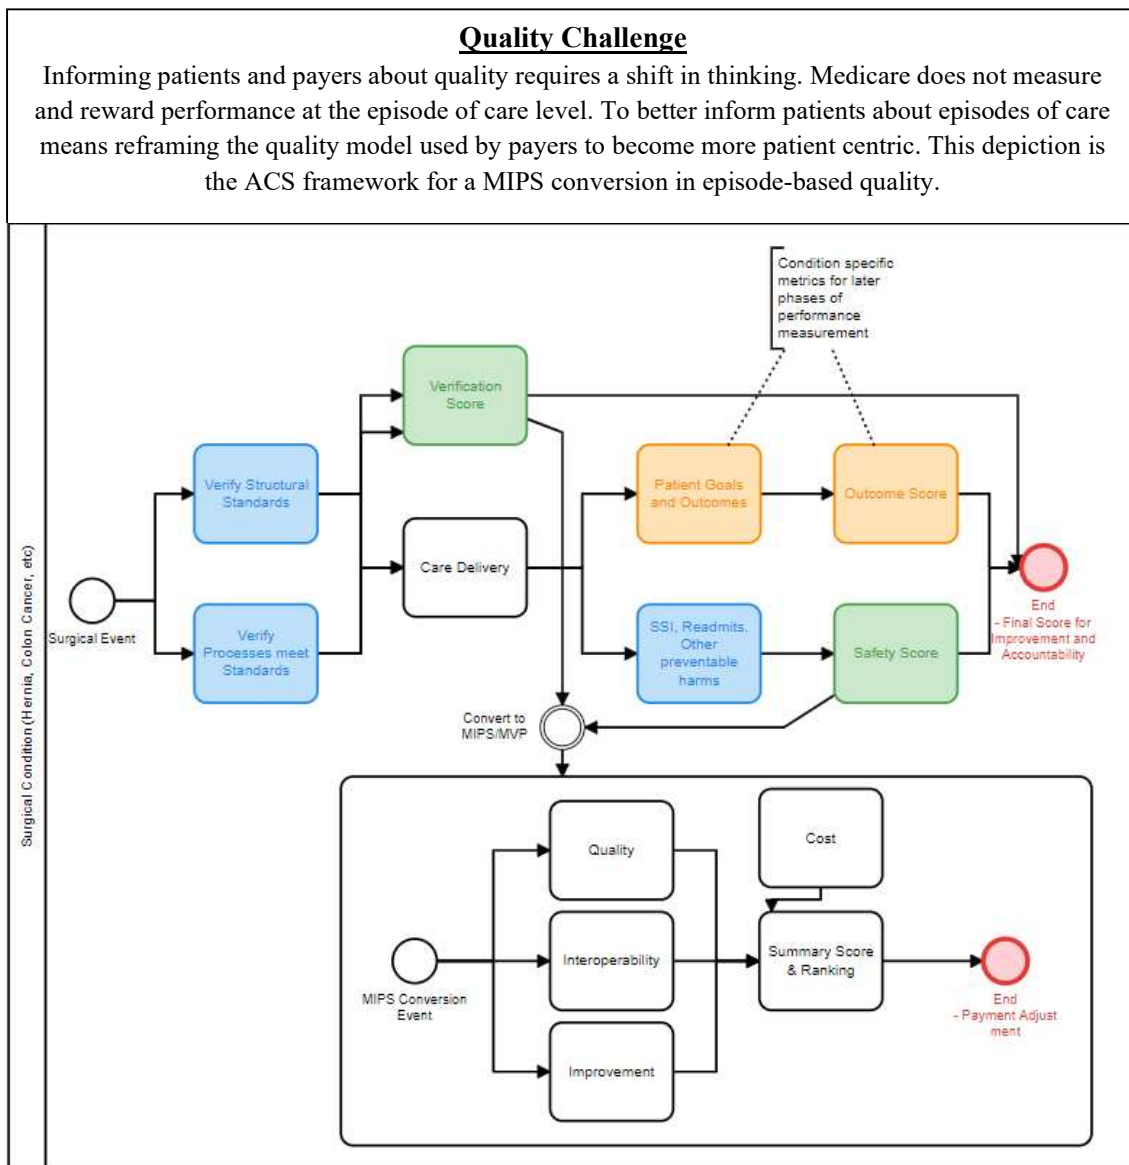 Quality Challenge
Informing patients and payers about quality requires a shift in thinking. Medicare does not measure
and reward performance at the episode of care level. To better inform patients about episodes of care
means reframing the quality model used by payers to become more patient centric. This depiction is
the ACS framework for a MIPS conversion in episode-based quality.
Surgical Condition (Hernia, Colon Cancer, etc)
Condition specific
metrics for later
phases of
performance
measurement
Verification
Score
Verify Structural
Standards
Patient Goals
and Outcomes
Outcome Score
Care Delivery
Surgical Event
Verify
Processes meet
Standards
SSI, Readmits,
Other
preventable
harms
Safety Score
End
- Final Score for
Improvement and
Accountability
Convert to
MIPS/MVP
Quality
Cost
Interoperability
Summary Score
& Ranking
MIPS Conversion
Event
End
- Payment Adjust
ment
Improvement